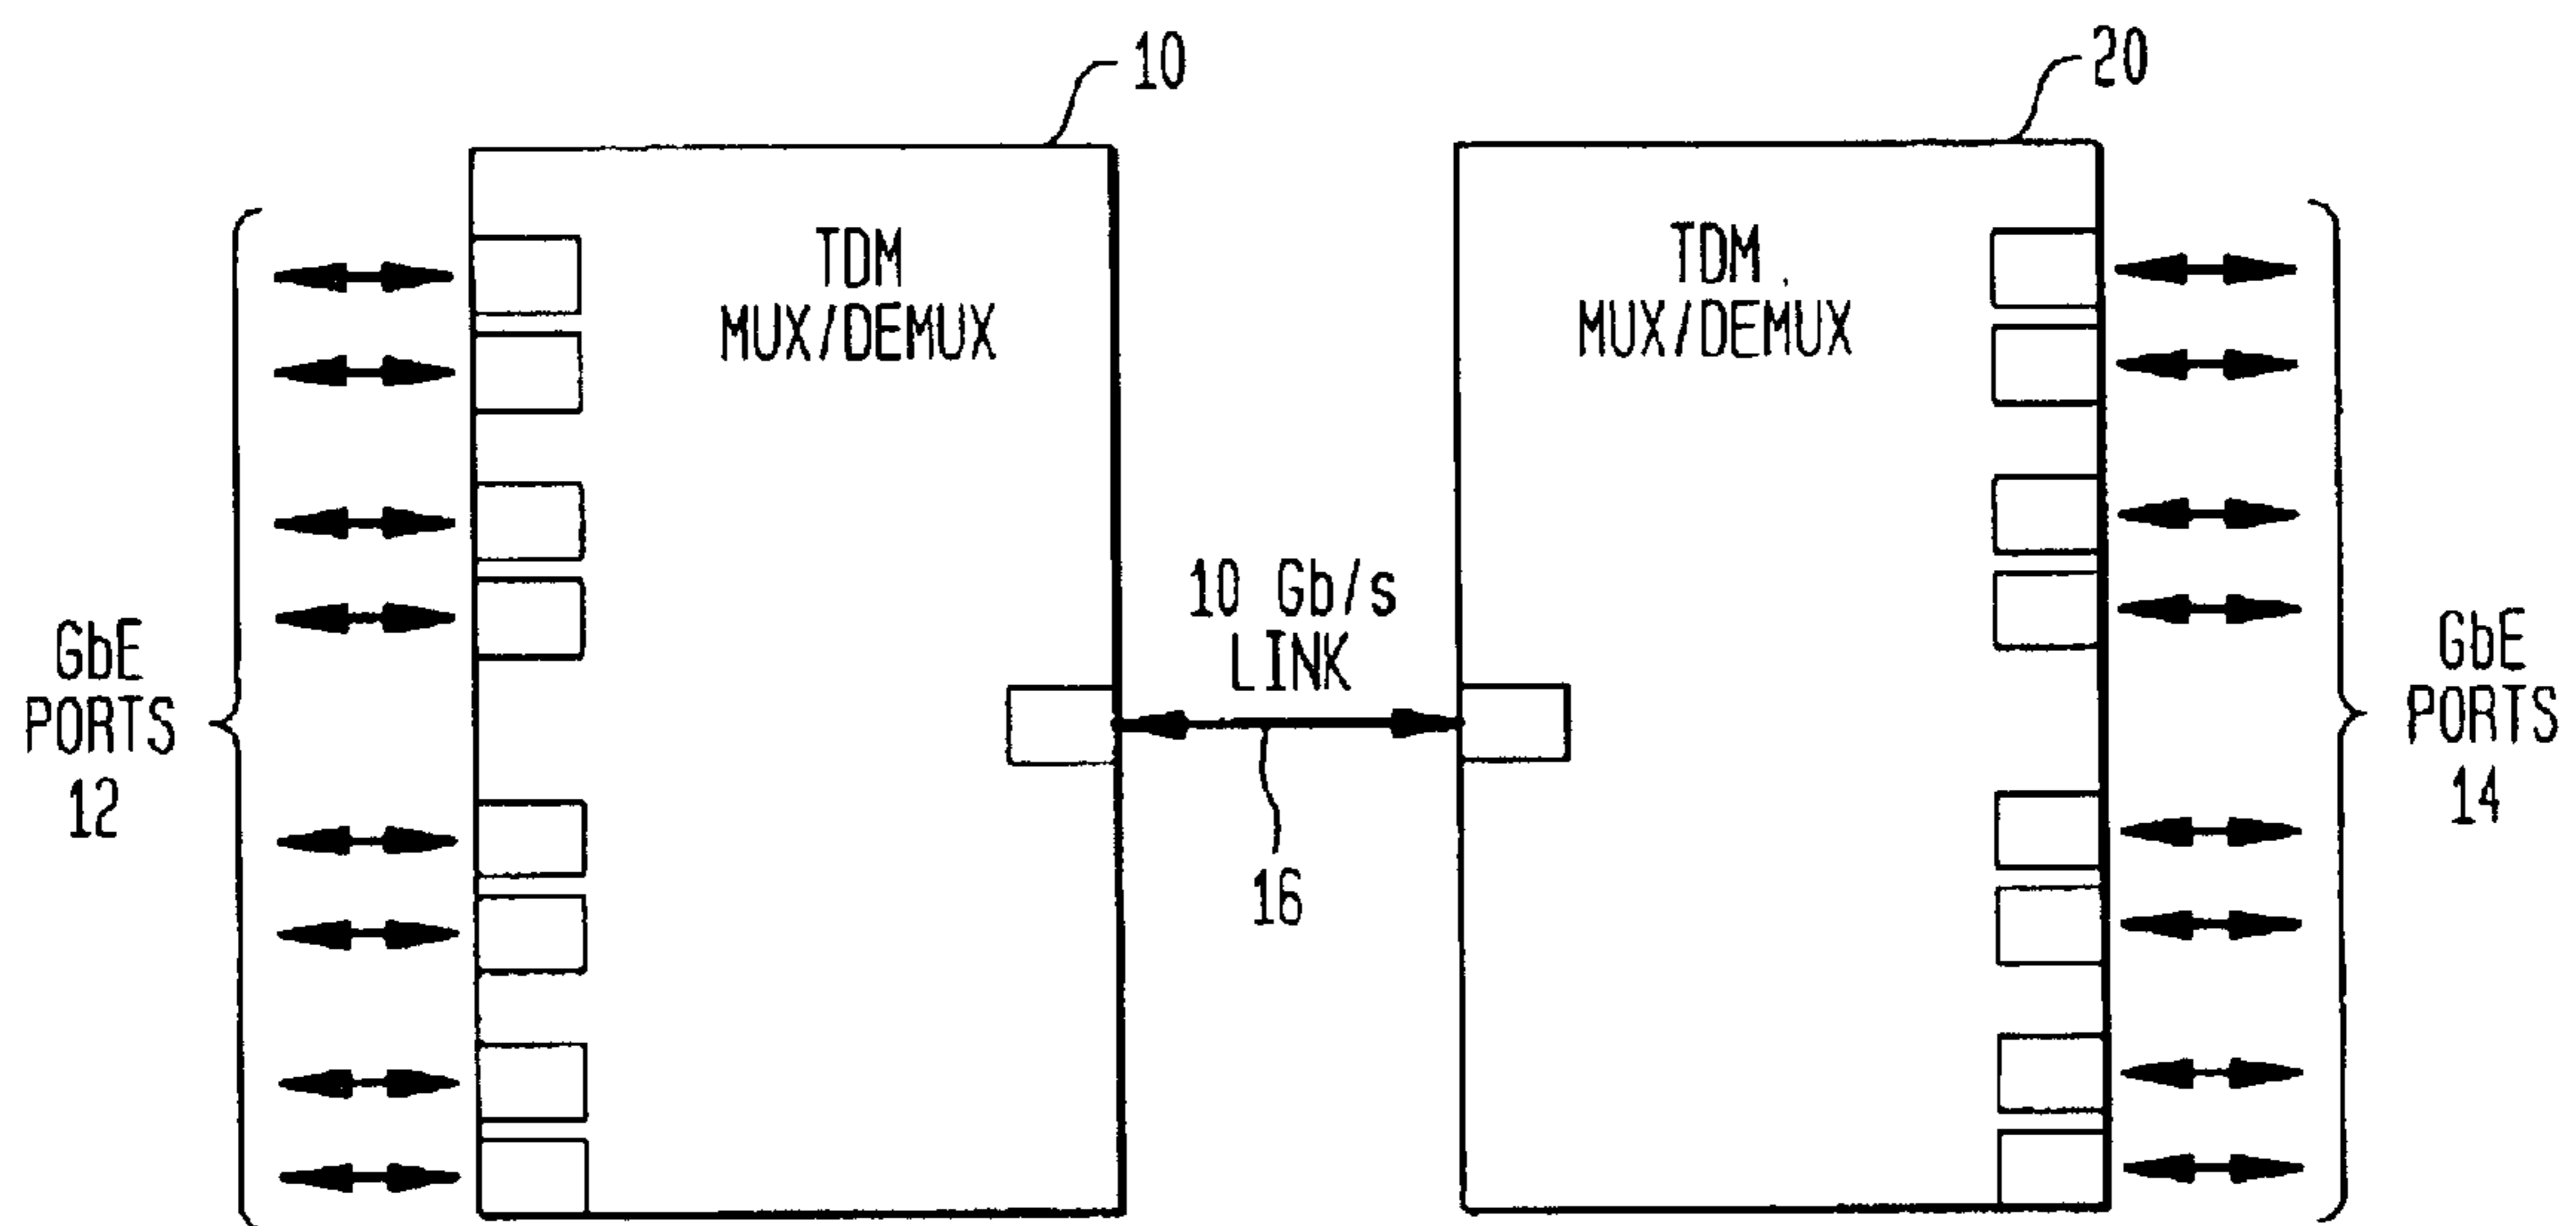 10
20
TDM
MUX/DEMUX
TDM
MUX/DEMUX
10 Gb/s
LINK
16
GbE
PORTS
12
GbE
PORTS
14